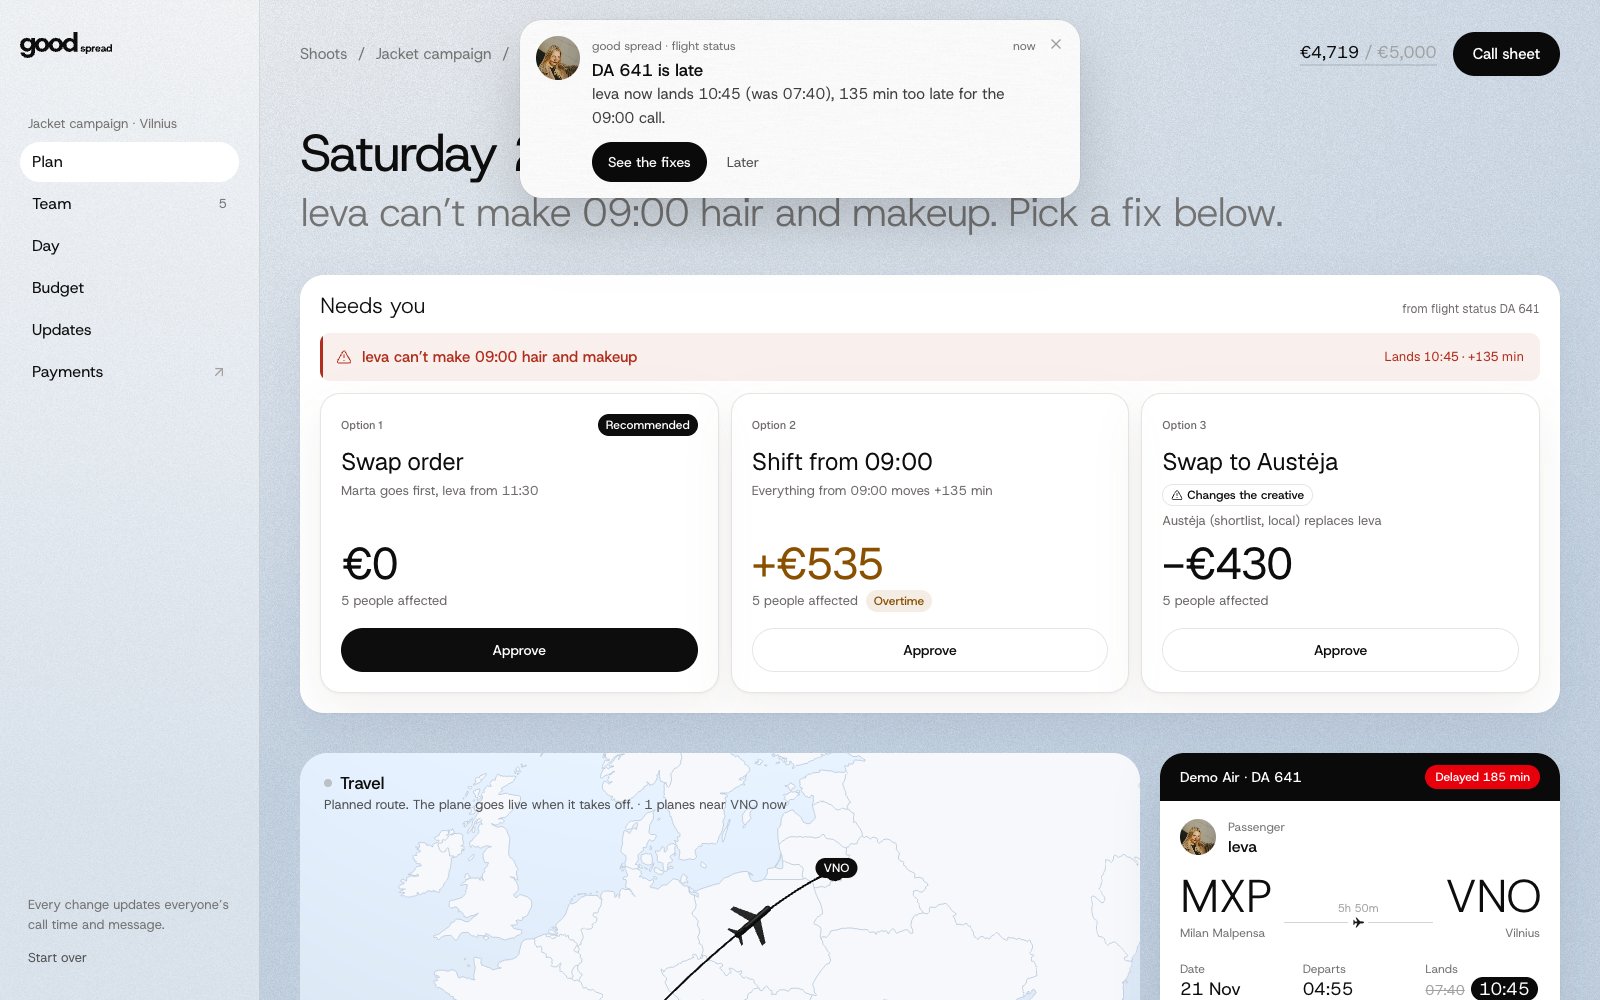 good spread
Shoots / Jacket campaign /
€4,719 / €5,000
Call sheet
good spread · flight status
now
DA 641 is late
Ieva now lands 10:45 (was 07:40), 135 min too late for the
09:00 call.
See the fixes
Later
Jacket campaign · Vilnius
Plan
Team 5
Day
Budget
Updates
Payments
Every change updates everyone’s
call time and message.
Start over
Saturday
Ieva can’t make 09:00 hair and makeup. Pick a fix below.
Needs you
from flight status DA 641
Ieva can’t make 09:00 hair and makeup
Lands 10:45 · +135 min
Option 1
Recommended
Swap order
Marta goes first, Ieva from 11:30
€0
5 people affected
Approve
Option 2
Shift from 09:00
Everything from 09:00 moves +135 min
+€535
5 people affected
Overtime
Approve
Option 3
Swap to Austėja
Changes the creative
Austėja (shortlist, local) replaces Ieva
−€430
5 people affected
Approve
Travel
Planned route. The plane goes live when it takes off. · 1 planes near VNO now
VNO
Demo Air · DA 641
Delayed 185 min
Passenger
Ieva
MXP
5h 50m
VNO
Milan Malpensa
Vilnius
Date
Departs
Lands
21 Nov
04:55
07:40 10:45